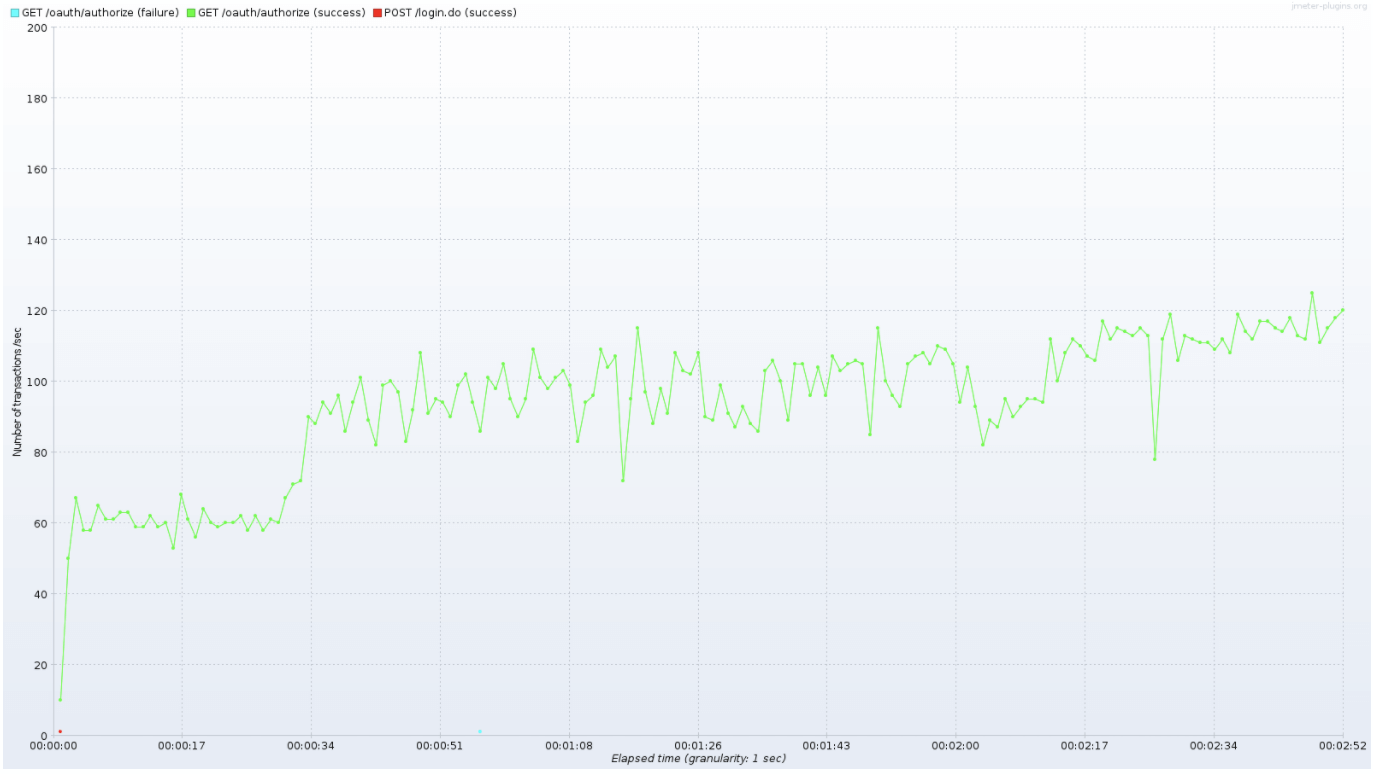 GET /oauth/authorize (failure) GET /oauth/authorize (success) POST /login.do (success)
jmeter-plugins.org
200
180
160
140
120
100
80
60
40
20
0
Number of transactions /sec
00:00:00 00:00:17 00:00:34 00:00:51 00:01:08 00:01:26 00:01:43 00:02:00 00:02:17 00:02:34 00:02:52
Elapsed time (granularity: 1 sec)